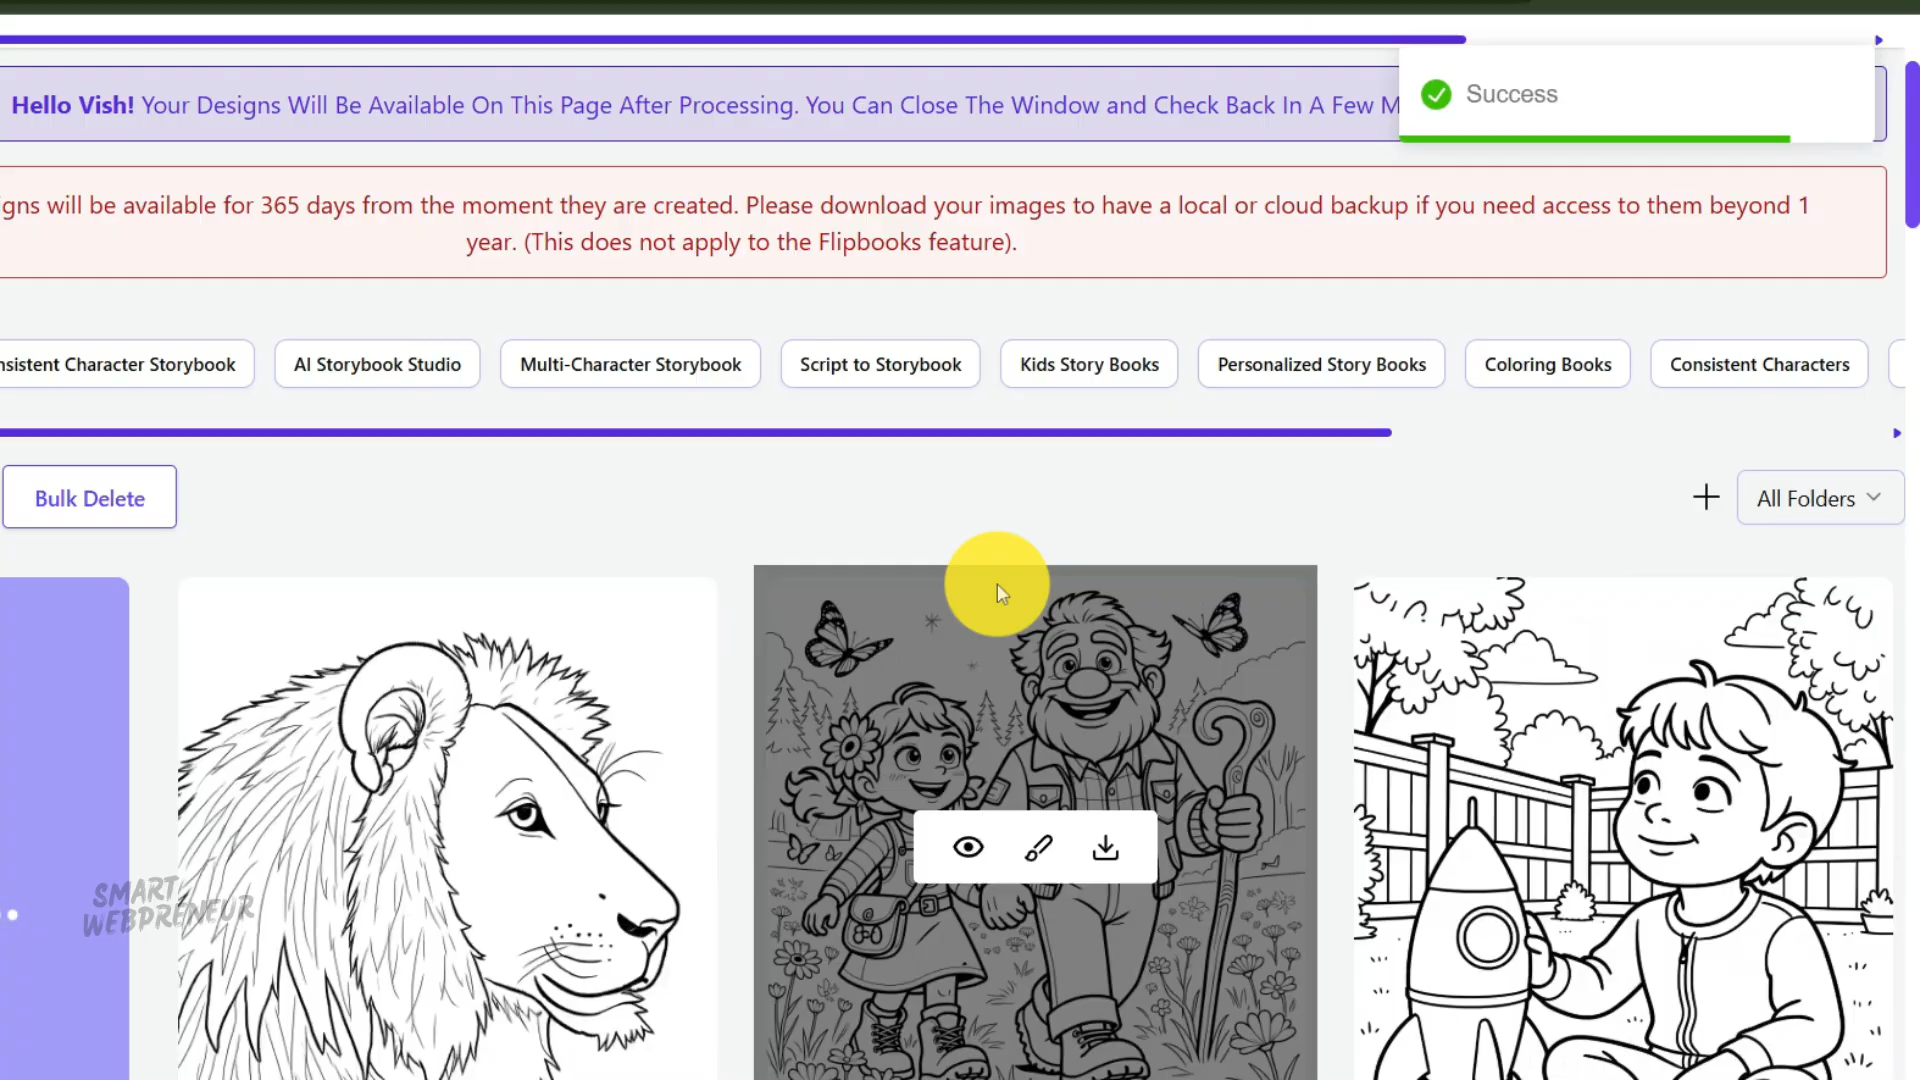 Hello Vish! Your Designs Will Be Available On This Page After Processing. You Can Close The Window and Check Back In A Few M
Success
igns will be available for 365 days from the moment they are created. Please download your images to have a local or cloud backup if you need access to them beyond 1
year. (This does not apply to the Flipbooks feature).
nsistent Character Storybook
AI Storybook Studio
Multi-Character Storybook
Script to Storybook
Kids Story Books
Personalized Story Books
Coloring Books
Consistent Characters
Bulk Delete
All Folders
SMART
WEBPRENEUR